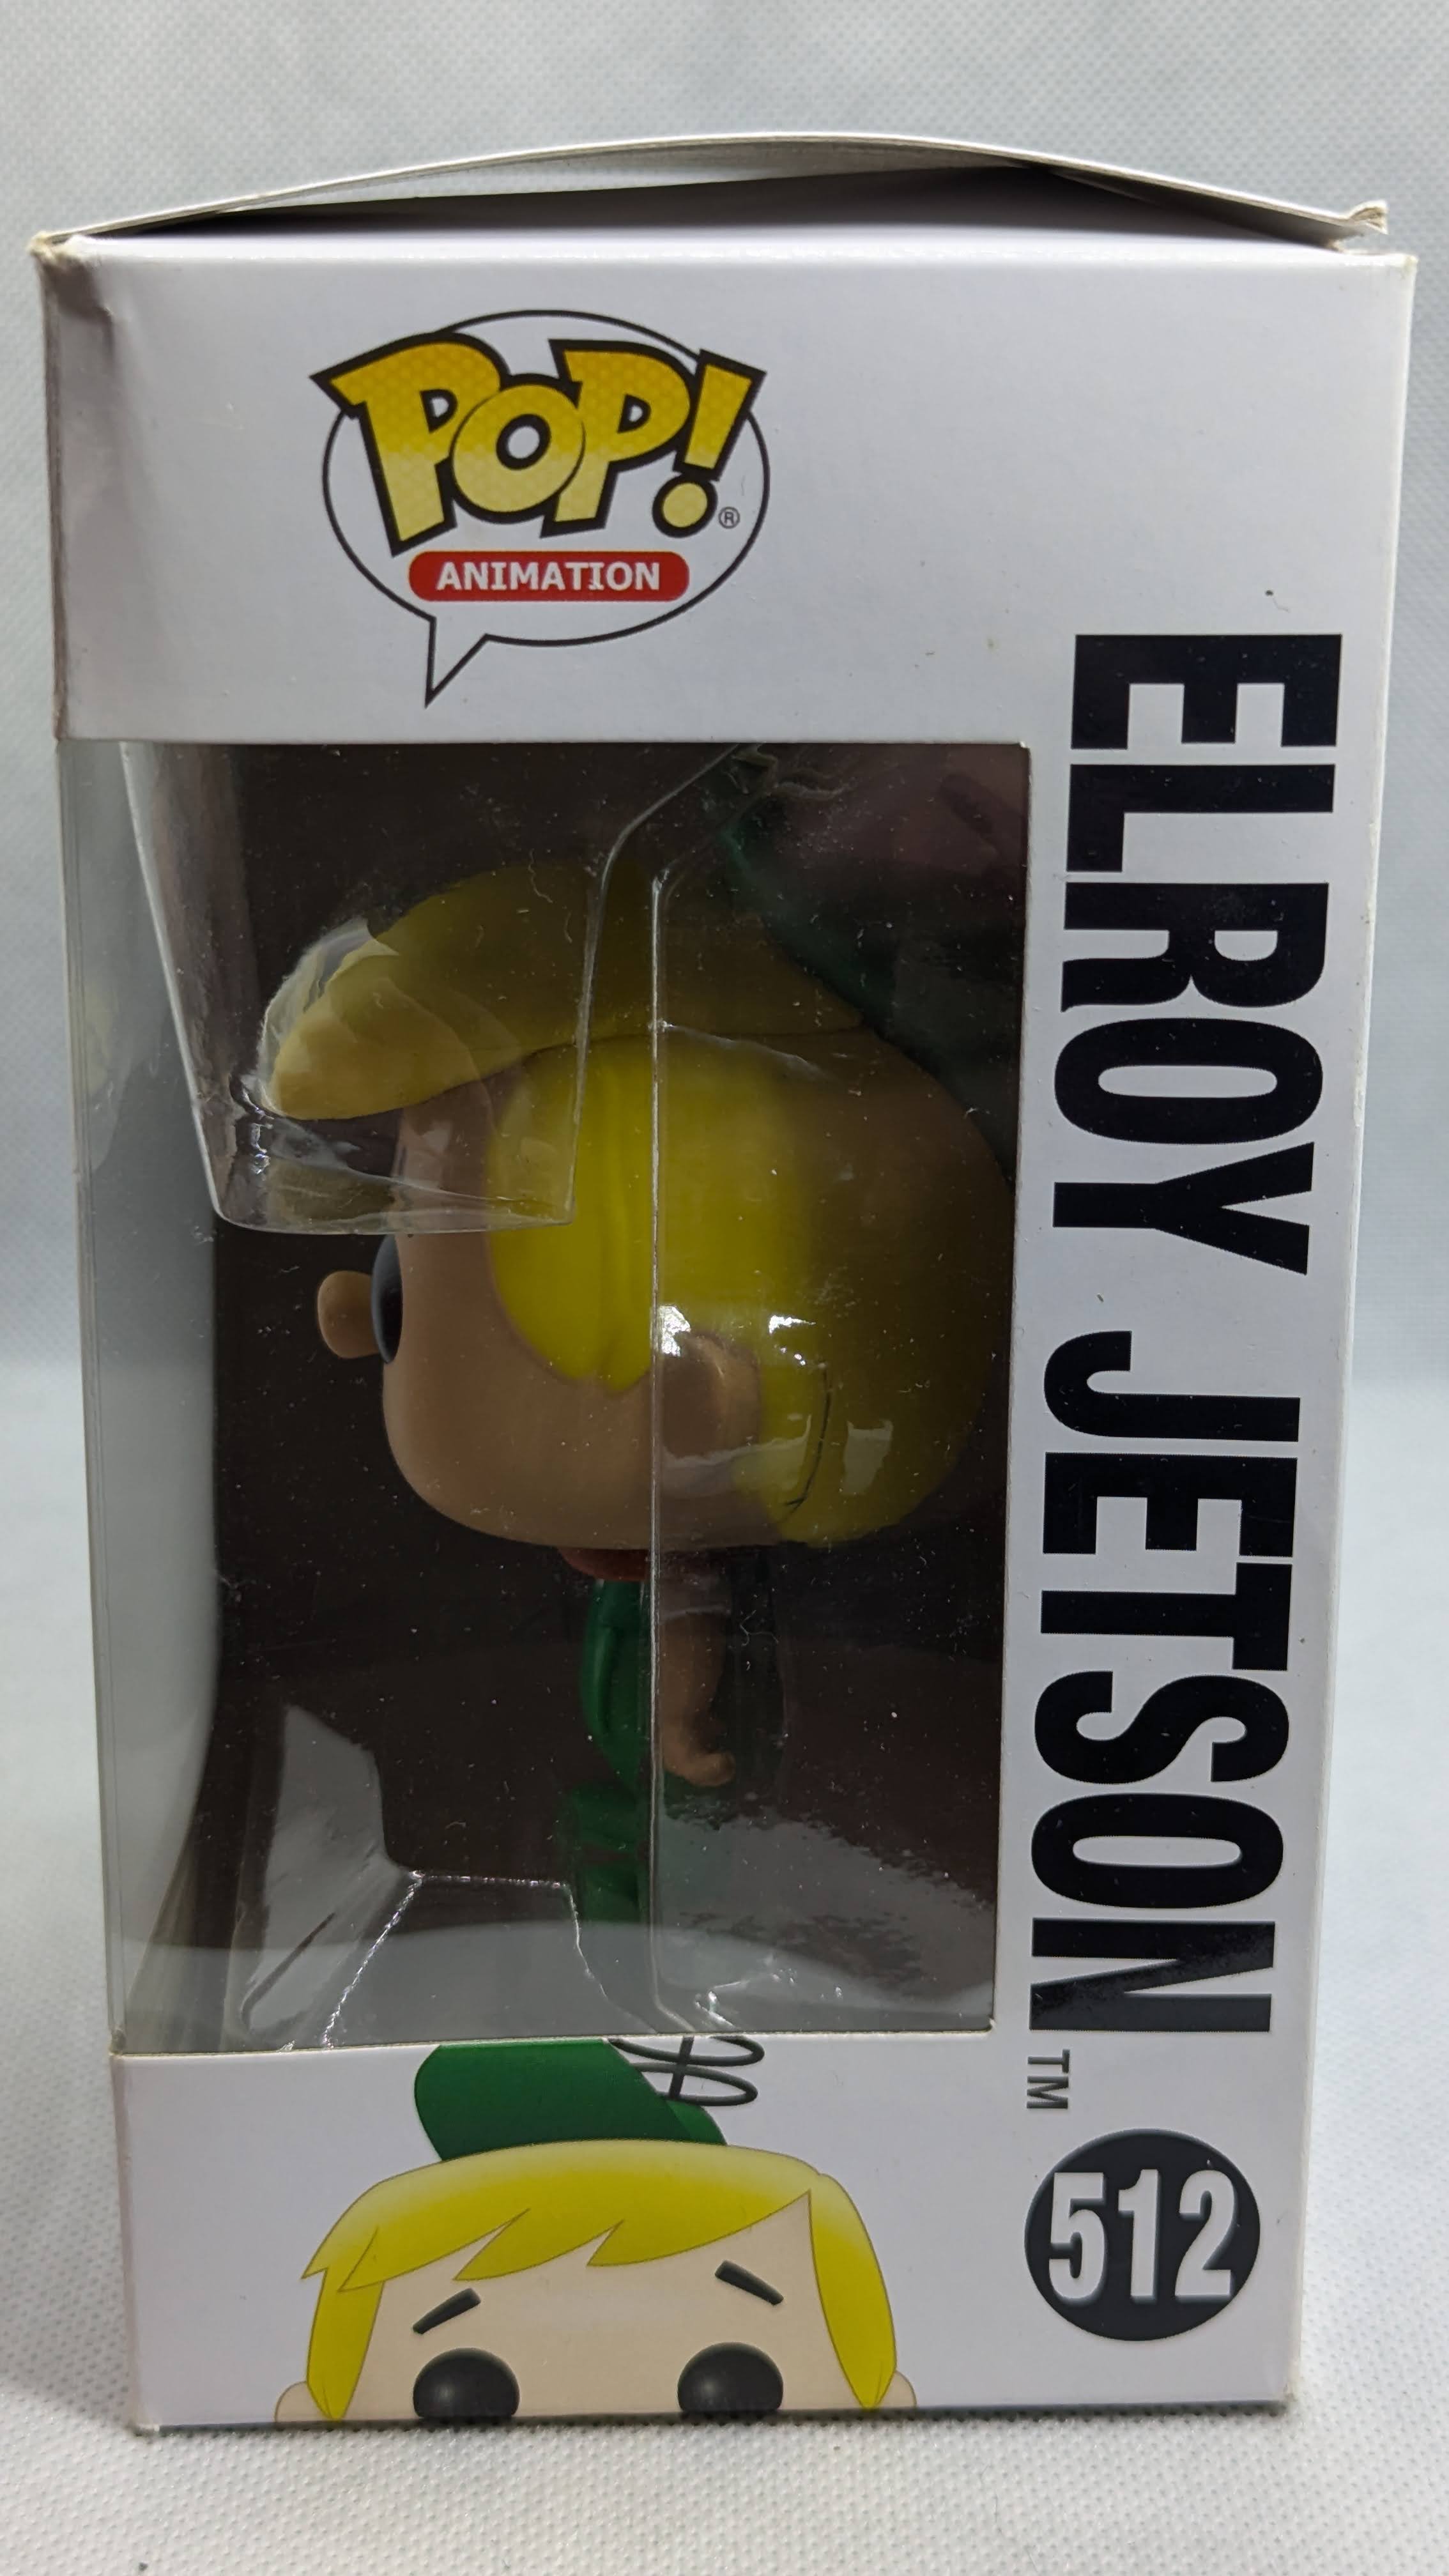 POP!®
ANIMATION
ELROY JETSON™
512